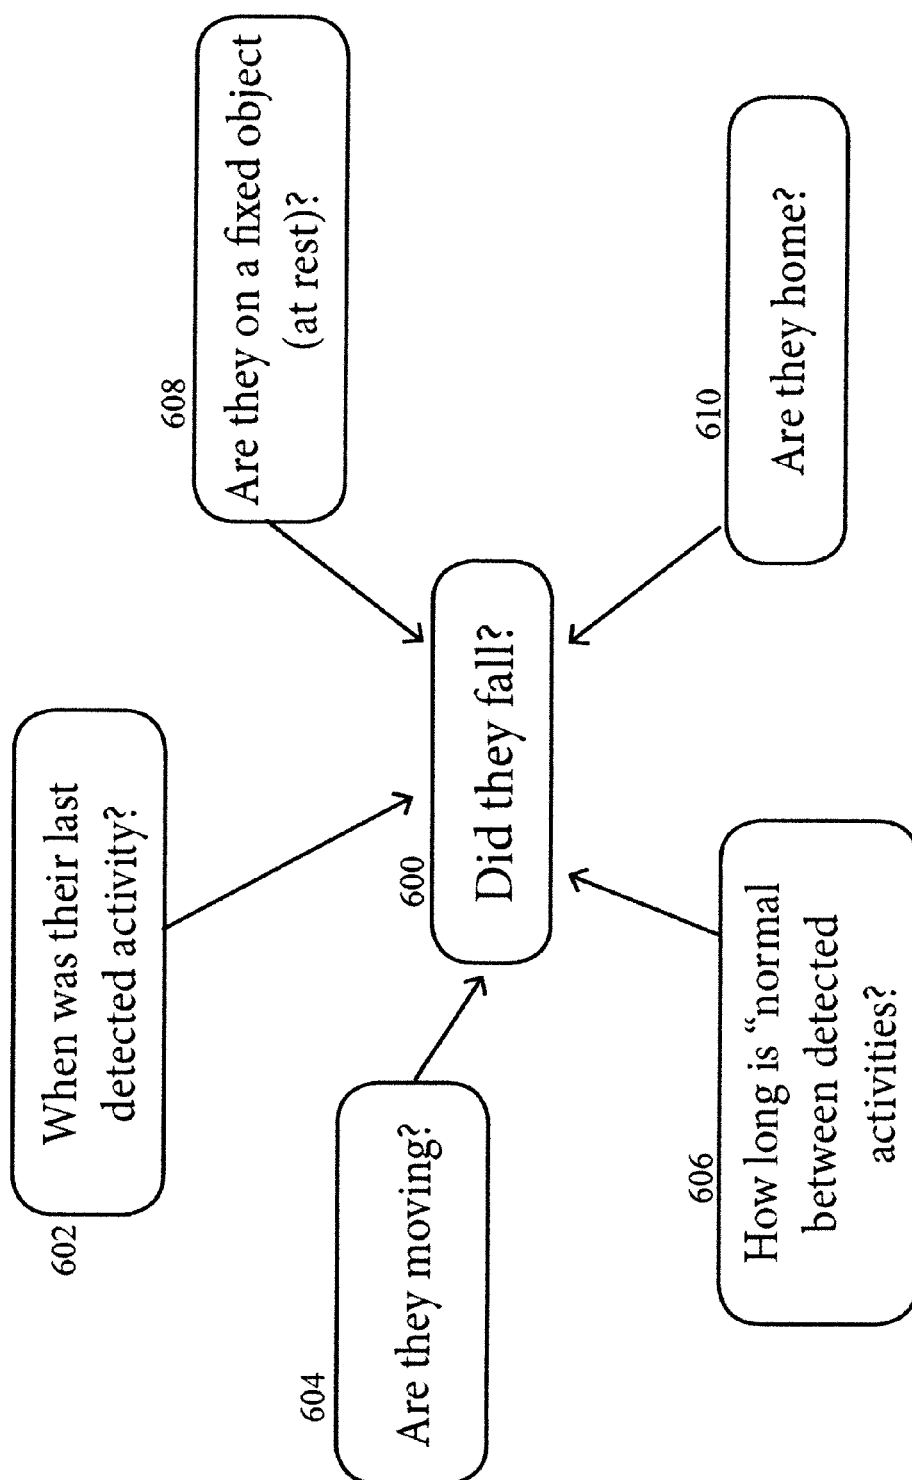 602
When was their last
detected activity?
608
Are they on a fixed object
(at rest)?
604
Are they moving?
600
Did they fall?
606
How long is “normal
between detected
activities?
610
Are they home?